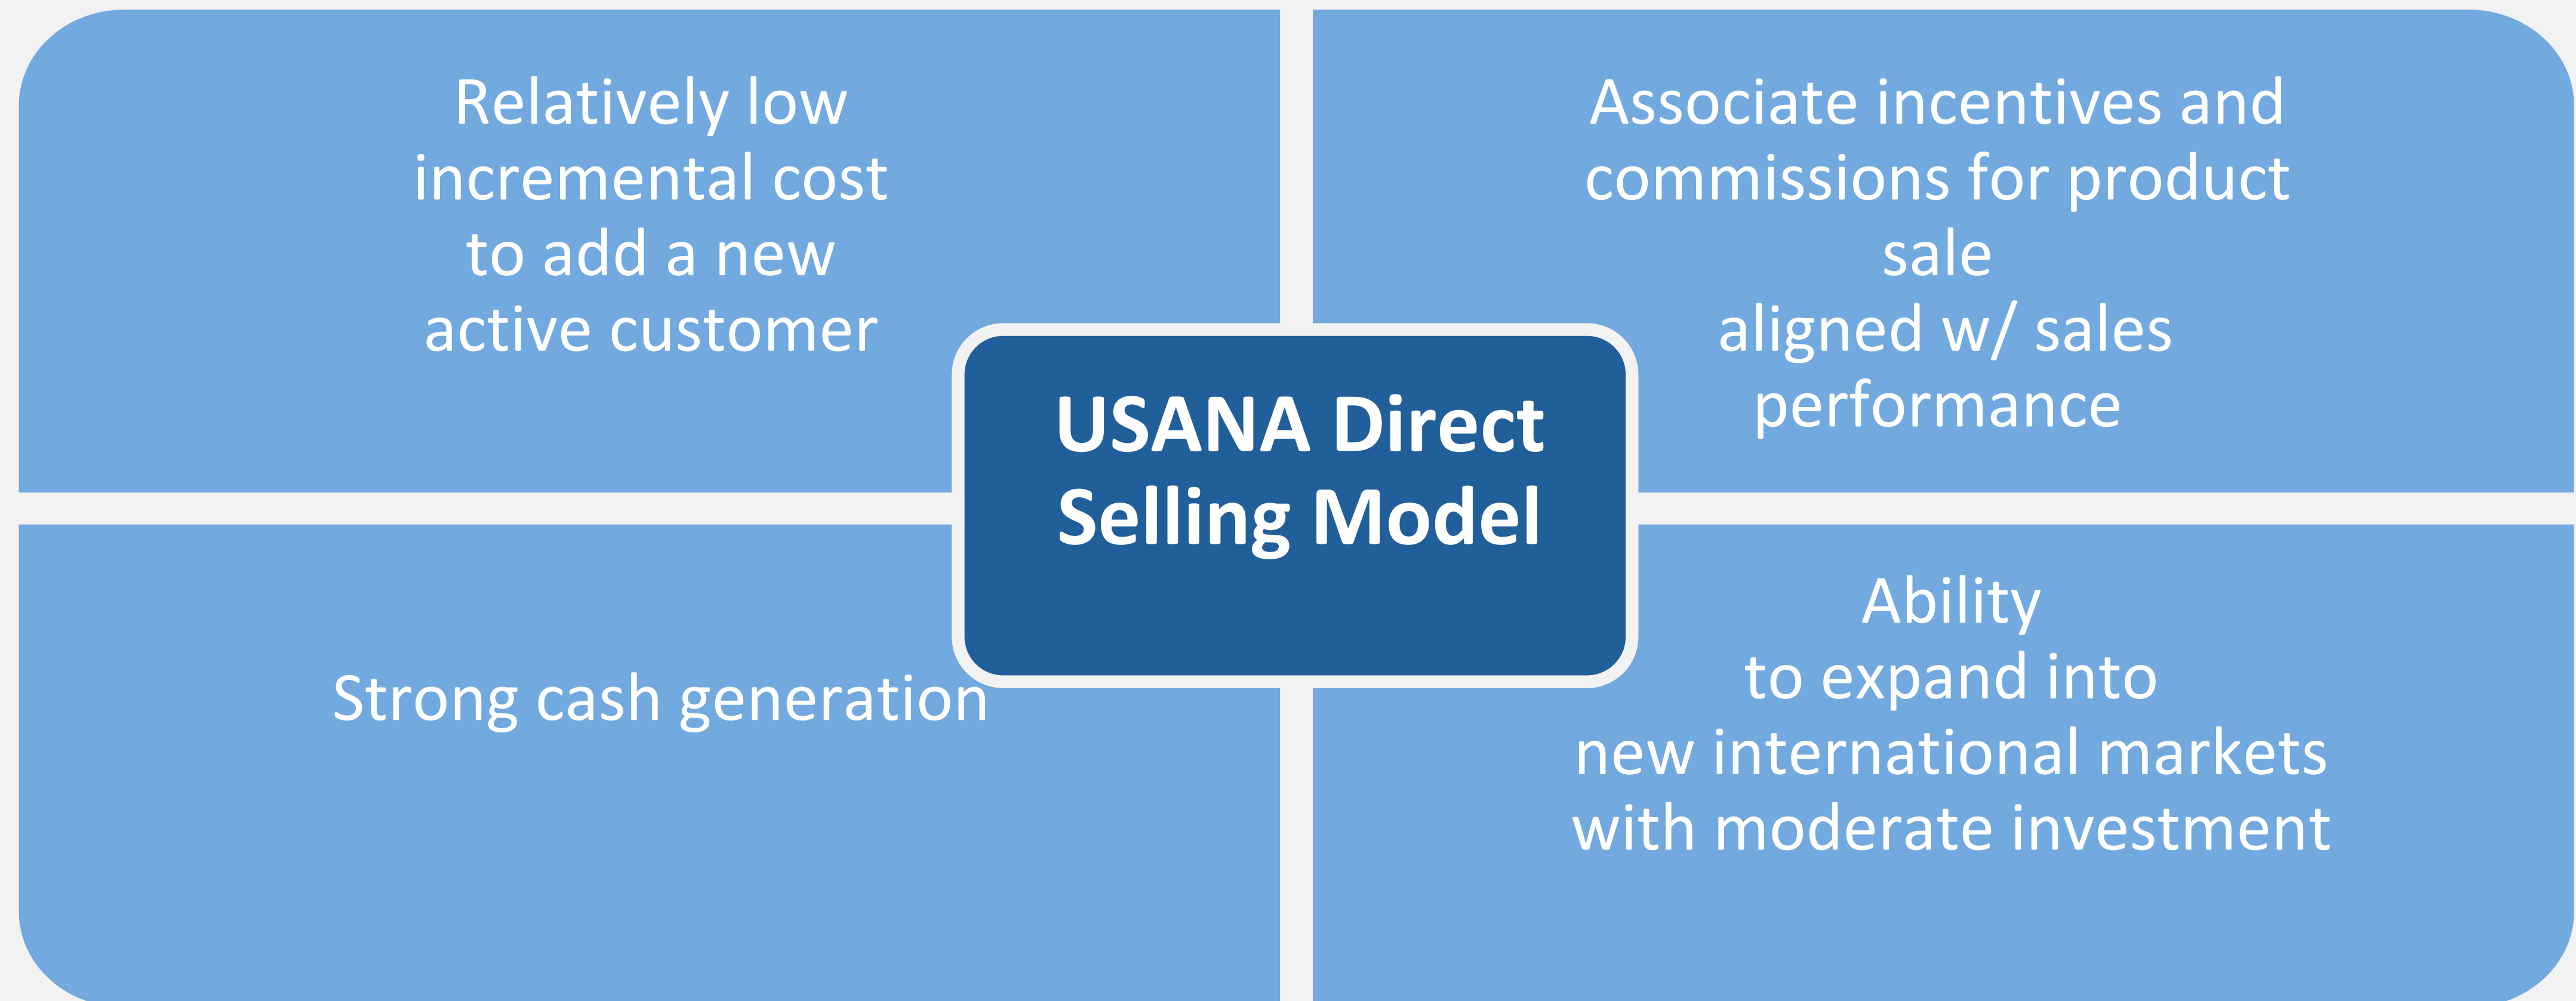 Relatively low
incremental cost
to add a new
active customer
Associate incentives and
commissions for product
sale
aligned w/ sales
performance
USANA Direct
Selling Model
Strong cash generation
Ability
to expand into
new international markets
with moderate investment